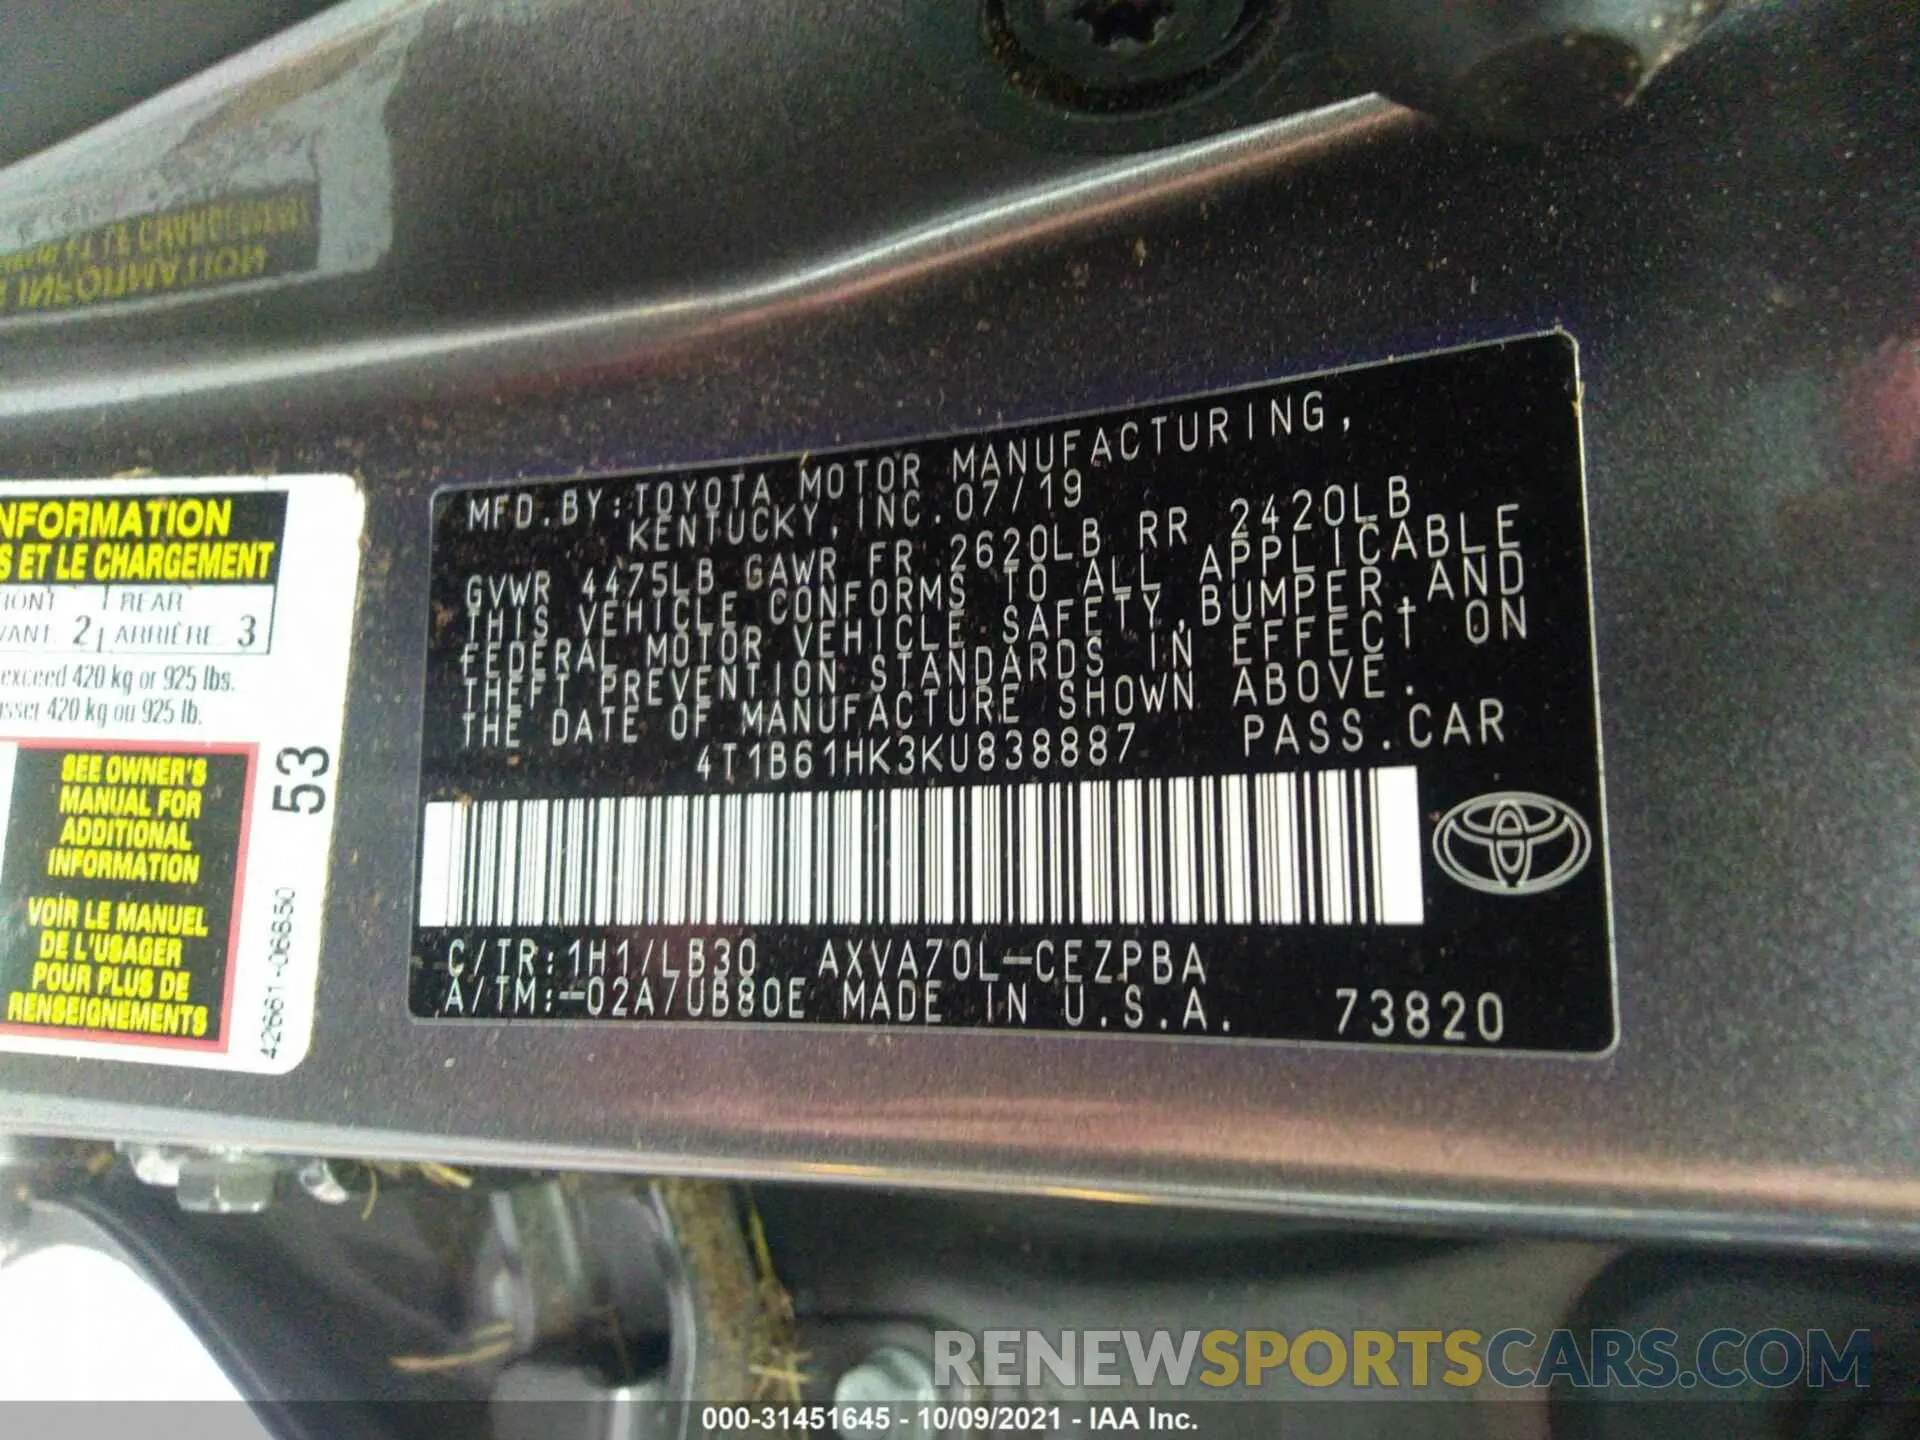 MFD.BY:TOYOTA MOTOR MANUFACTURING,
KENTUCKY,INC.07/19
GVWR 4475LB GAWR FR 2620LB RR 2420LB
THIS VEHICLE CONFORMS TO ALL APPLICABLE
FEDERAL MOTOR VEHICLE SAFETY,BUMPER,AND
THEFT PREVENTION STANDARDS IN EFFECT ON
THE DATE OF MANUFACTURE SHOWN ABOVE.
4T1B61HK3KU838887 PASS.CAR
C/TR:1H1/LB30 AXVA70L-CEZPBA
A/TM:-02A7UB80E MADE IN U.S.A. 73820
NFORMATION
S ET LE CHARGEMENT
RONT REAR
VANT 2 ARRIÈRE 3
exceed 420 kg or 925 lbs.
sser 420 kg ou 925 lb.
SEE OWNER'S
MANUAL FOR
ADDITIONAL
INFORMATION
VOIR LE MANUEL
DE L'USAGER
POUR PLUS DE
RENSEIGNEMENTS
53
42661-06850
INFORMATION
RENEWSPORTSCARS.COM
000-31451645 - 10/09/2021 - IAA Inc.